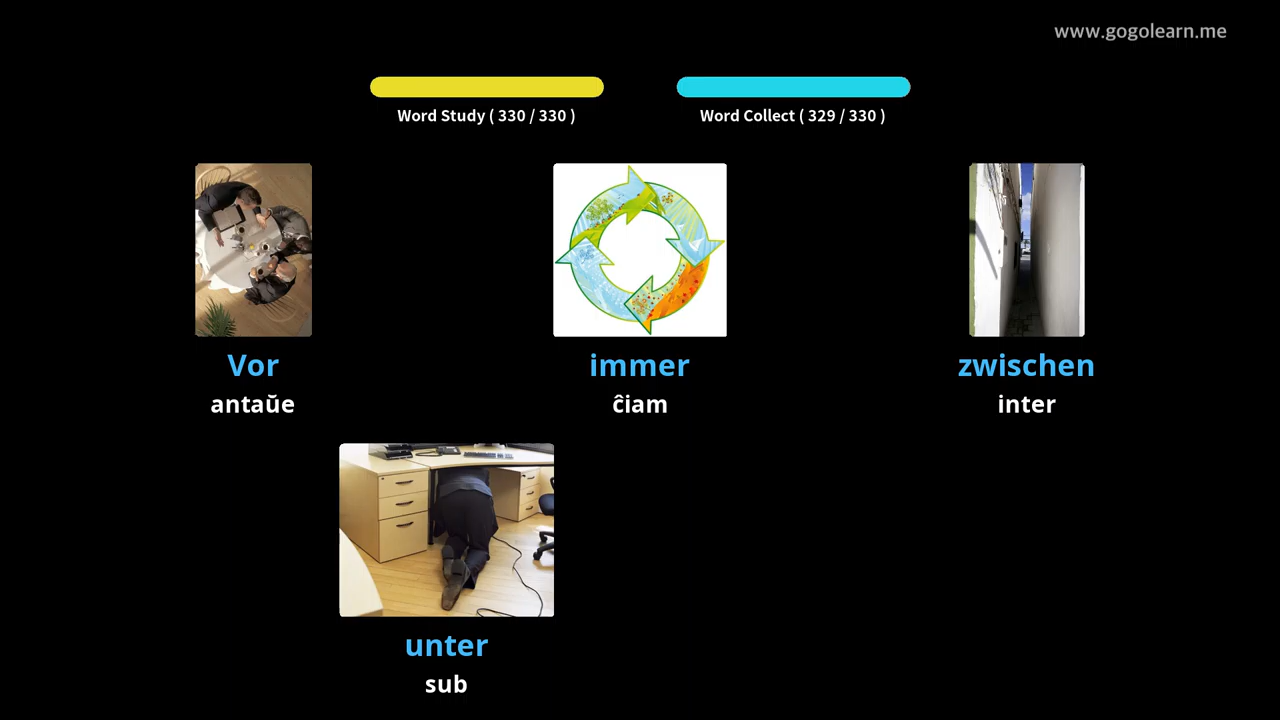 www.gogolearn.me
Word Study ( 330 / 330 )
Word Collect ( 329 / 330 )
Vor
antaŭe
immer
ĉiam
zwischen
inter
unter
sub